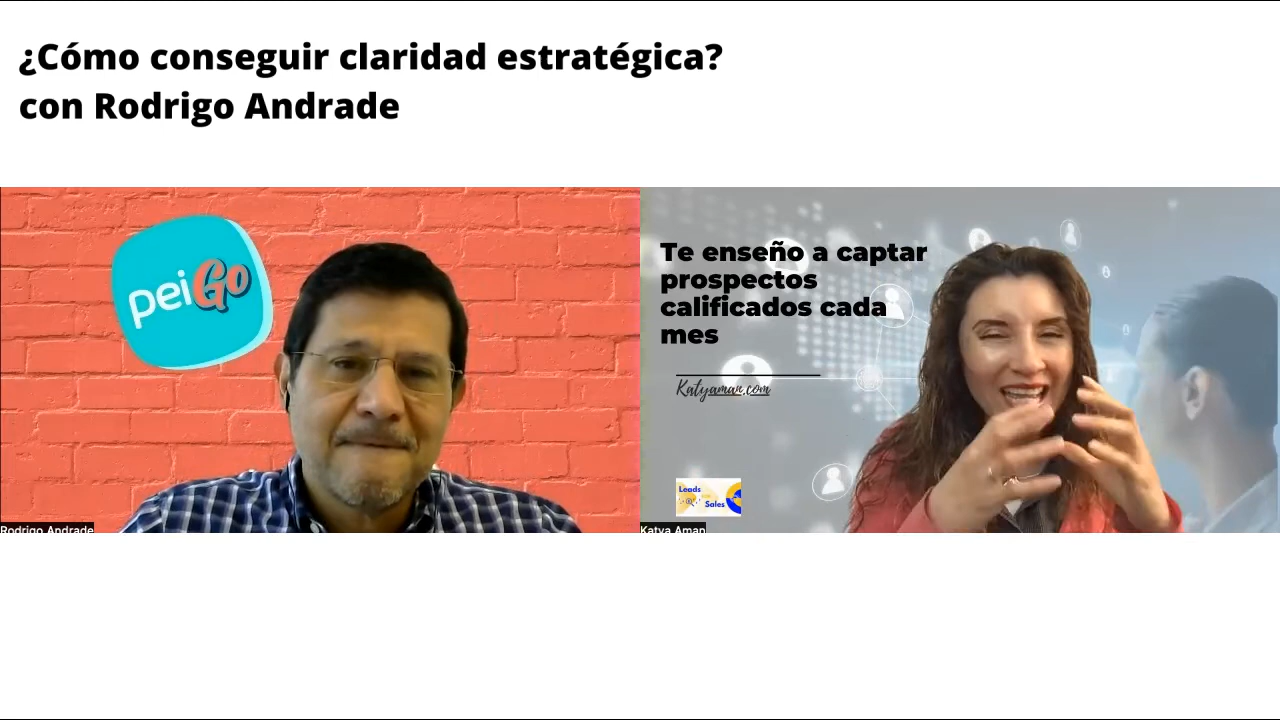 ¿Cómo conseguir claridad estratégica?
con Rodrigo Andrade
peiGo
Te enseño a captar
prospectos
calificados cada
mes
Katyaman.com
Leads
Sales
Rodrigo Andrade
Katya Aman